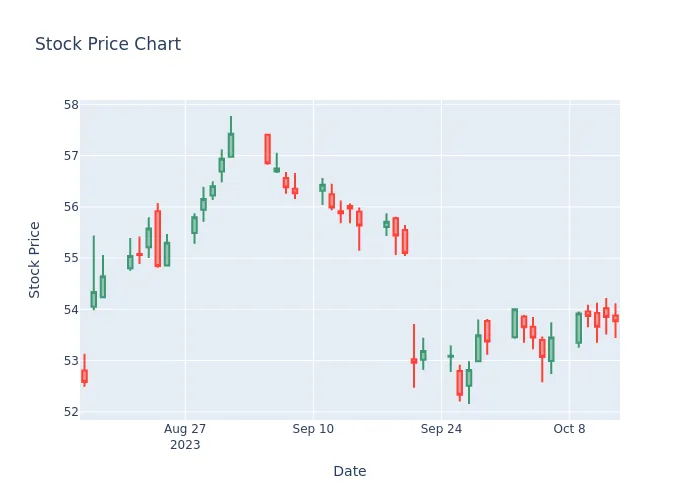 Stock Price Chart
58
57
56
55
54
53
52
Stock Price
Aug 27
2023
Sep 10
Sep 24
Oct 8
Date